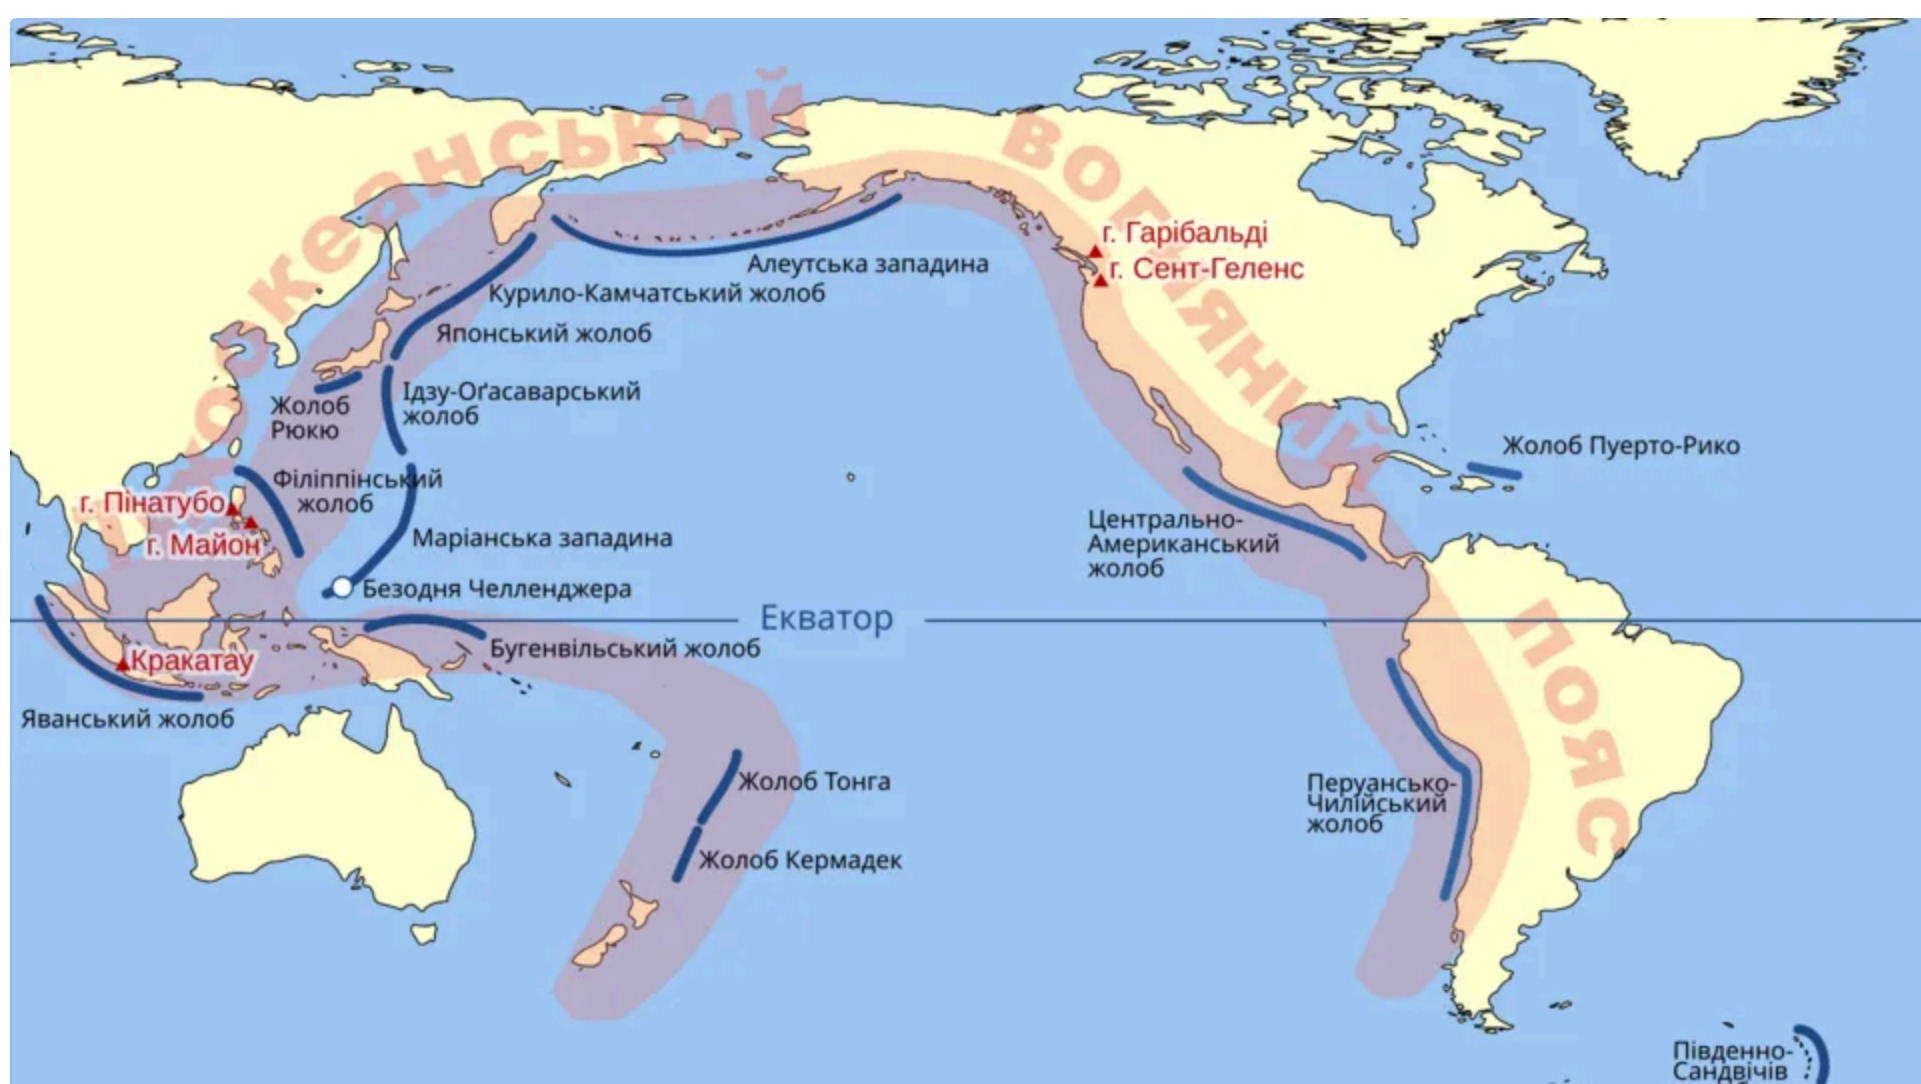 Тихоокеанський
вогняний
пояс
г. Гарібальді
г. Сент-Геленс
Алеутська западина
Курило-Камчатський жолоб
Японський жолоб
Ідзу-Оґасаварський
жолоб
Жолоб
Рюкю
Жолоб Пуерто-Рико
Філіппінський
жолоб
г. Пінатубо
г. Майон
Маріанська западина
Центрально-
Американський
жолоб
Безодня Челленджера
Екватор
Бугенвільський жолоб
Кракатау
Яванський жолоб
Жолоб Тонга
Перуансько-
Чилійський
жолоб
Жолоб Кермадек
Південно-
Сандвічів